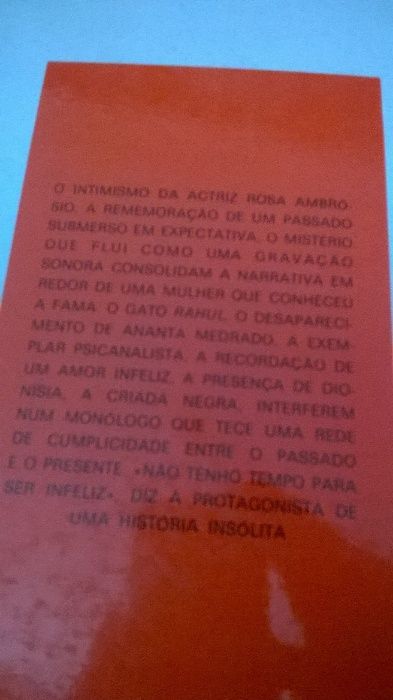 O INTIMISMO DA ACTRIZ ROSA AMBRÓ-
SIO, A REMEMORAÇÃO DE UM PASSADO
SUBMERSO EM EXPECTATIVA, O MISTÉRIO
QUE FLUI COMO UMA GRAVAÇÃO
SONORA CONSOLIDAM A NARRATIVA EM
REDOR DE UMA MULHER QUE CONHECEU
A FAMA. O GATO RAHUL, O DESAPARECI-
MENTO DE ANANTA MEDRADO, A EXEM-
PLAR PSICANALISTA, A RECORDAÇÃO DE
UM AMOR INFELIZ, A PRESENÇA DE DIO-
NÍSIA, A CRIADA NEGRA, INTERFEREM
NUM MONÓLOGO QUE TECE UMA REDE
DE CUMPLICIDADE ENTRE O PASSADO
E O PRESENTE. «NÃO TENHO TEMPO PARA
SER INFELIZ», DIZ A PROTAGONISTA DE
UMA HISTÓRIA INSÓLITA